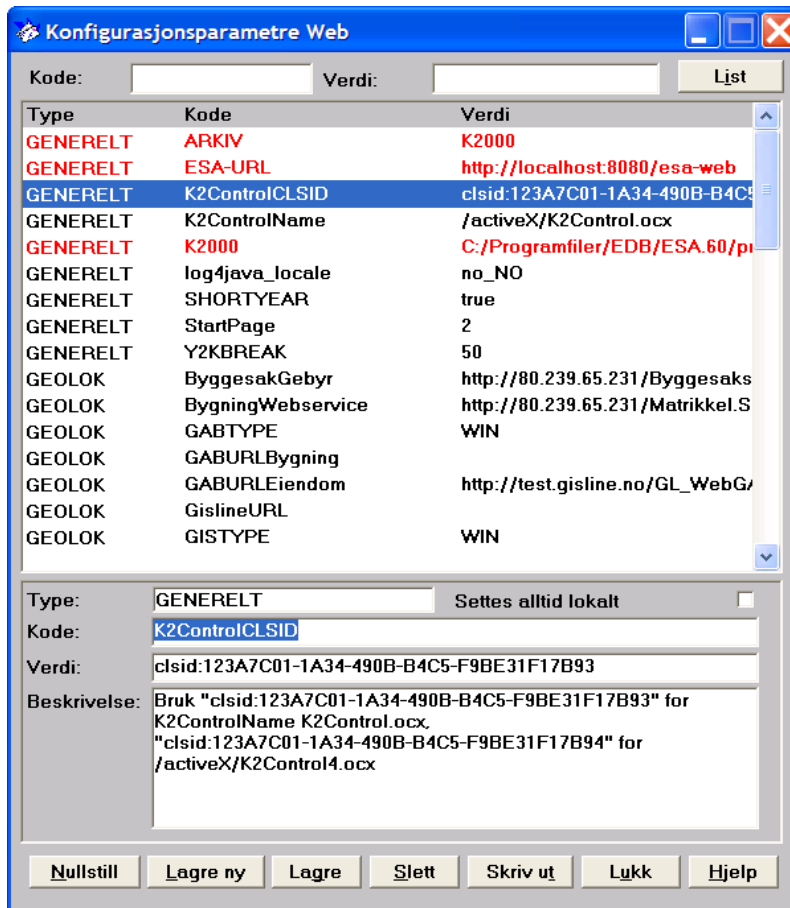 Konfigurasjonsparametre Web
Kode: Verdi: List
Type Kode Verdi
GENERELT ARKIV K2000
GENERELT ESA-URL http://localhost:8080/esa-web
GENERELT K2ControlCLSID clsid:123A7C01-1A34-490B-B4C5
GENERELT K2ControlName /activeX/K2Control.ocx
GENERELT K2000 C:/Programfiler/EDB/ESA.60/pr
GENERELT log4java_locale no_NO
GENERELT SHORTYEAR true
GENERELT StartPage 2
GENERELT Y2KBREAK 50
GEOLOK ByggesakGebyr http://80.239.65.231/Byggesaks
GEOLOK BygningWebservice http://80.239.65.231/Matrikkel.S
GEOLOK GABTYPE WIN
GEOLOK GABURLBygning
GEOLOK GABURLEiendom http://test.gisline.no/GL_WebGA
GEOLOK GislineURL
GEOLOK GISTYPE WIN
Type: GENERELT Settes alltid lokalt
Kode: K2ControlCLSID
Verdi: clsid:123A7C01-1A34-490B-B4C5-F9BE31F17B93
Beskrivelse: Bruk "clsid:123A7C01-1A34-490B-B4C5-F9BE31F17B93" for
K2ControlName K2Control.ocx,
"clsid:123A7C01-1A34-490B-B4C5-F9BE31F17B94" for
/activeX/K2Control4.ocx
Nullstill Lagre ny Lagre Slett Skriv ut Lukk Hjelp